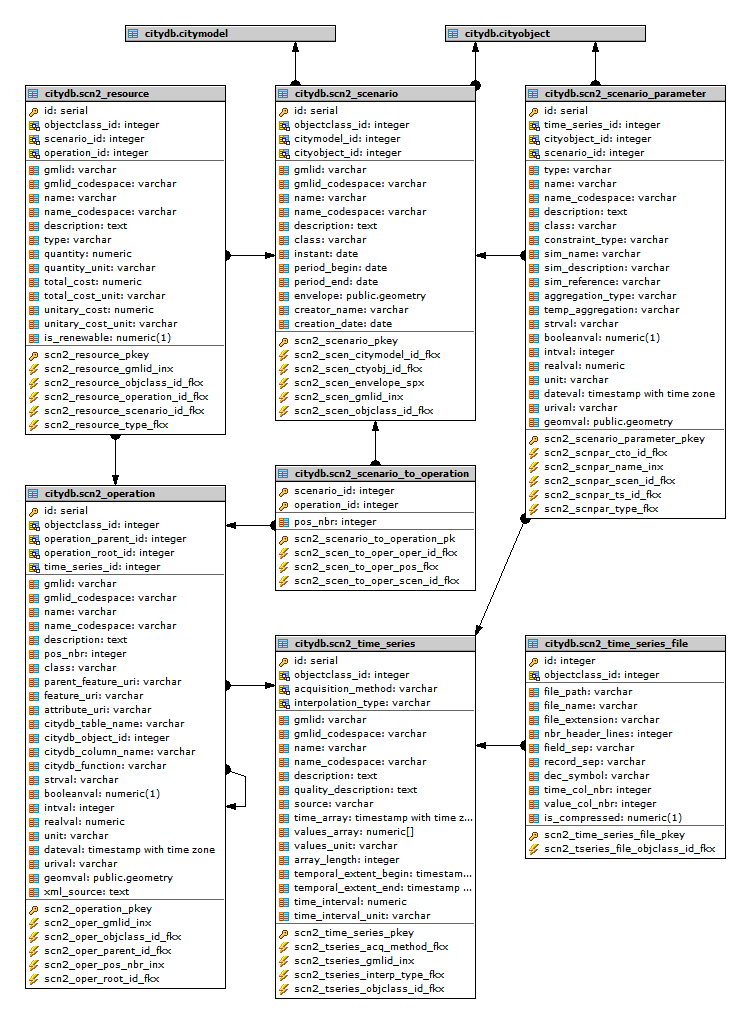 citydb.citymodel
citydb.cityobject
citydb.scn2_resource
id: serial
objectclass_id: integer
scenario_id: integer
operation_id: integer
gmlid: varchar
gmlid_codespace: varchar
name: varchar
name_codespace: varchar
description: text
type: varchar
quantity: numeric
quantity_unit: varchar
total_cost: numeric
total_cost_unit: varchar
unitary_cost: numeric
unitary_cost_unit: varchar
is_renewable: numeric(1)
scn2_resource_pkey
scn2_resource_gmlid_inx
scn2_resource_objclass_id_fkx
scn2_resource_operation_id_fkx
scn2_resource_scenario_id_fkx
scn2_resource_type_fkx
citydb.scn2_scenario
id: serial
objectclass_id: integer
citymodel_id: integer
cityobject_id: integer
gmlid: varchar
gmlid_codespace: varchar
name: varchar
name_codespace: varchar
description: text
class: varchar
instant: date
period_begin: date
period_end: date
envelope: public.geometry
creator_name: varchar
creation_date: date
scn2_scenario_pkey
scn2_scen_citymodel_id_fkx
scn2_scen_ctyobj_id_fkx
scn2_scen_envelope_spx
scn2_scen_gmlid_inx
scn2_scen_objclass_id_fkx
citydb.scn2_scenario_parameter
id: serial
time_series_id: integer
cityobject_id: integer
scenario_id: integer
type: varchar
name: varchar
name_codespace: varchar
description: text
class: varchar
constraint_type: varchar
sim_name: varchar
sim_description: varchar
sim_reference: varchar
aggregation_type: varchar
temp_aggregation: varchar
strval: varchar
booleanval: numeric(1)
intval: integer
realval: numeric
unit: varchar
dateval: timestamp with time zone
urival: varchar
geomval: public.geometry
scn2_scenario_parameter_pkey
scn2_scnpar_cto_id_fkx
scn2_scnpar_name_inx
scn2_scnpar_scen_id_fkx
scn2_scnpar_ts_id_fkx
scn2_scnpar_type_fkx
citydb.scn2_scenario_to_operation
scenario_id: integer
operation_id: integer
pos_nbr: integer
scn2_scenario_to_operation_pk
scn2_scen_to_oper_oper_id_fkx
scn2_scen_to_oper_pos_fkx
scn2_scen_to_oper_scen_id_fkx
citydb.scn2_operation
id: serial
objectclass_id: integer
operation_parent_id: integer
operation_root_id: integer
time_series_id: integer
gmlid: varchar
gmlid_codespace: varchar
name: varchar
name_codespace: varchar
description: text
pos_nbr: integer
class: varchar
parent_feature_uri: varchar
feature_uri: varchar
attribute_uri: varchar
citydb_table_name: varchar
citydb_object_id: integer
citydb_column_name: varchar
citydb_function: varchar
strval: varchar
booleanval: numeric(1)
intval: integer
realval: numeric
unit: varchar
dateval: timestamp with time zone
urival: varchar
geomval: public.geometry
xml_source: text
scn2_operation_pkey
scn2_oper_gmlid_inx
scn2_oper_objclass_id_fkx
scn2_oper_parent_id_fkx
scn2_oper_pos_nbr_inx
scn2_oper_root_id_fkx
citydb.scn2_time_series
id: serial
objectclass_id: integer
acquisition_method: varchar
interpolation_type: varchar
gmlid: varchar
gmlid_codespace: varchar
name: varchar
name_codespace: varchar
description: text
quality_description: text
source: varchar
time_array: timestamp with time z...
values_array: numeric[]
values_unit: varchar
array_length: integer
temporal_extent_begin: timestam...
temporal_extent_end: timestamp ...
time_interval: numeric
time_interval_unit: varchar
scn2_time_series_pkey
scn2_tseries_acq_method_fkx
scn2_tseries_gmlid_inx
scn2_tseries_interp_type_fkx
scn2_tseries_objclass_id_fkx
citydb.scn2_time_series_file
id: integer
objectclass_id: integer
file_path: varchar
file_name: varchar
file_extension: varchar
nbr_header_lines: integer
field_sep: varchar
record_sep: varchar
dec_symbol: varchar
time_col_nbr: integer
value_col_nbr: integer
is_compressed: numeric(1)
scn2_time_series_file_pkey
scn2_tseries_file_objclass_id_fkx